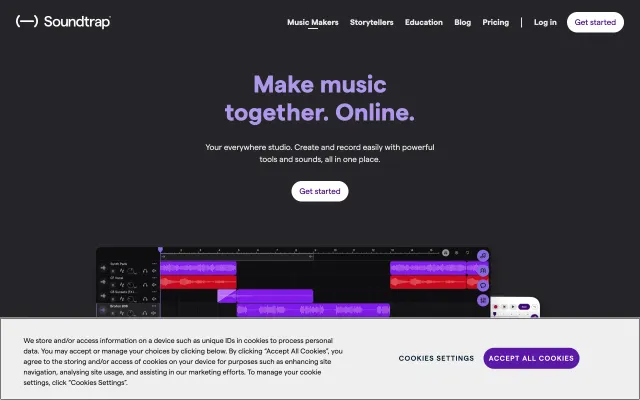 Soundtrap
Music Makers
Storytellers
Education
Blog
Pricing
Log in
Get started
Make music
together. Online.
Your everywhere studio. Create and record easily with powerful
tools and sounds, all in one place.
Get started
Synth Pads
We store and/or access information on a device such as unique IDs in cookies to process personal
data. You may accept or manage your choices by clicking below. By clicking "Accept All Cookies", you
agree to the storing and/or access of cookies on your device for purposes such as enhancing site
navigation, analysing site usage, and assisting in our marketing efforts. To manage your cookie
settings, click "Cookies Settings".
COOKIES SETTINGS
ACCEPT ALL COOKIES